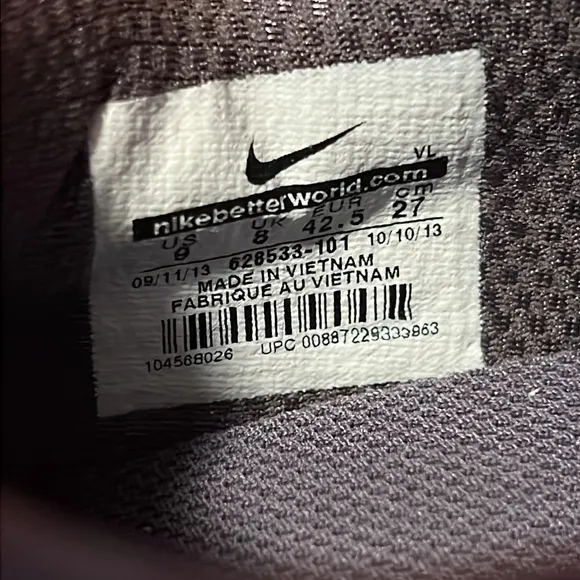 VL
nikebetterWorld.com
US UK EUR cm
9 8 42.5 27
09/11/13 628533-101 10/10/13
MADE IN VIETNAM
FABRIQUE AU VIETNAM
104568026 UPC 00887229333963